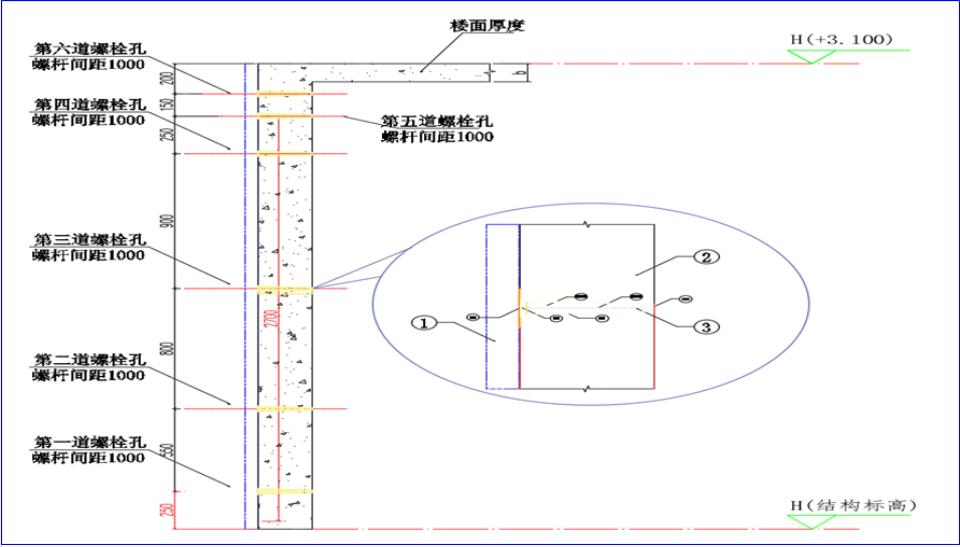 楼面厚度
H(+3.100)
第六道螺栓孔
螺杆间距1000
200
b
150
第四道螺栓孔
螺杆间距1000
第五道螺栓孔
螺杆间距1000
250
900
第三道螺栓孔
螺杆间距1000
②
①
③
2700
800
第二道螺栓孔
螺杆间距1000
第一道螺栓孔
螺杆间距1000
550
250
H(结构标高)